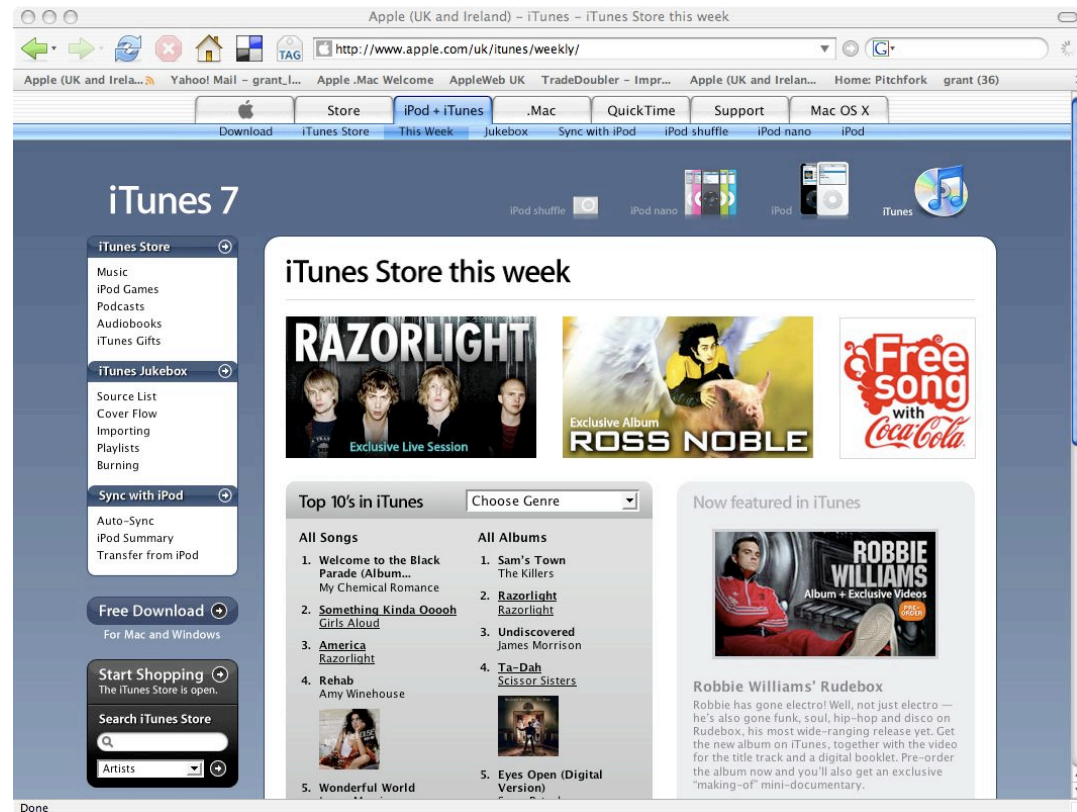 Apple (UK and Ireland) – iTunes – iTunes Store this week
TAG
http://www.apple.com/uk/itunes/weekly/
G
Apple (UK and Irela...
Yahoo! Mail – grant_l...
Apple .Mac Welcome
AppleWeb UK
TradeDoubler – Impr...
Apple (UK and Irelan...
Home: Pitchfork
grant (36)
Store
iPod + iTunes
.Mac
QuickTime
Support
Mac OS X
Download
iTunes Store
This Week
Jukebox
Sync with iPod
iPod shuffle
iPod nano
iPod
iTunes 7
iPod shuffle
iPod nano
iPod
iTunes
iTunes Store
Music
iPod Games
Podcasts
Audiobooks
iTunes Gifts
iTunes Jukebox
Source List
Cover Flow
Importing
Playlists
Burning
Sync with iPod
Auto-Sync
iPod Summary
Transfer from iPod
Free Download
For Mac and Windows
Start Shopping
The iTunes Store is open.
Search iTunes Store
Artists
iTunes Store this week
RAZORLIGHT
Exclusive Live Session
Exclusive Album
ROSS NOBLE
Free
song
with
Coca-Cola
Top 10's in iTunes
Choose Genre
All Songs
1. Welcome to the Black
Parade (Album...
My Chemical Romance
2. Something Kinda Ooooh
Girls Aloud
3. America
Razorlight
4. Rehab
Amy Winehouse
5. Wonderful World
All Albums
1. Sam's Town
The Killers
2. Razorlight
Razorlight
3. Undiscovered
James Morrison
4. Ta-Dah
Scissor Sisters
5. Eyes Open (Digital
Version)
Now featured in iTunes
ROBBIE
WILLIAMS
Album + Exclusive Videos
PRE-
ORDER
Robbie Williams' Rudebox
Robbie has gone electro! Well, not just electro —
he's also gone funk, soul, hip-hop and disco on
Rudebox, his most wide-ranging release yet. Get
the new album on iTunes, together with the video
for the title track and a digital booklet. Pre-order
the album now and you'll also get an exclusive
"making-of" mini-documentary.
Done